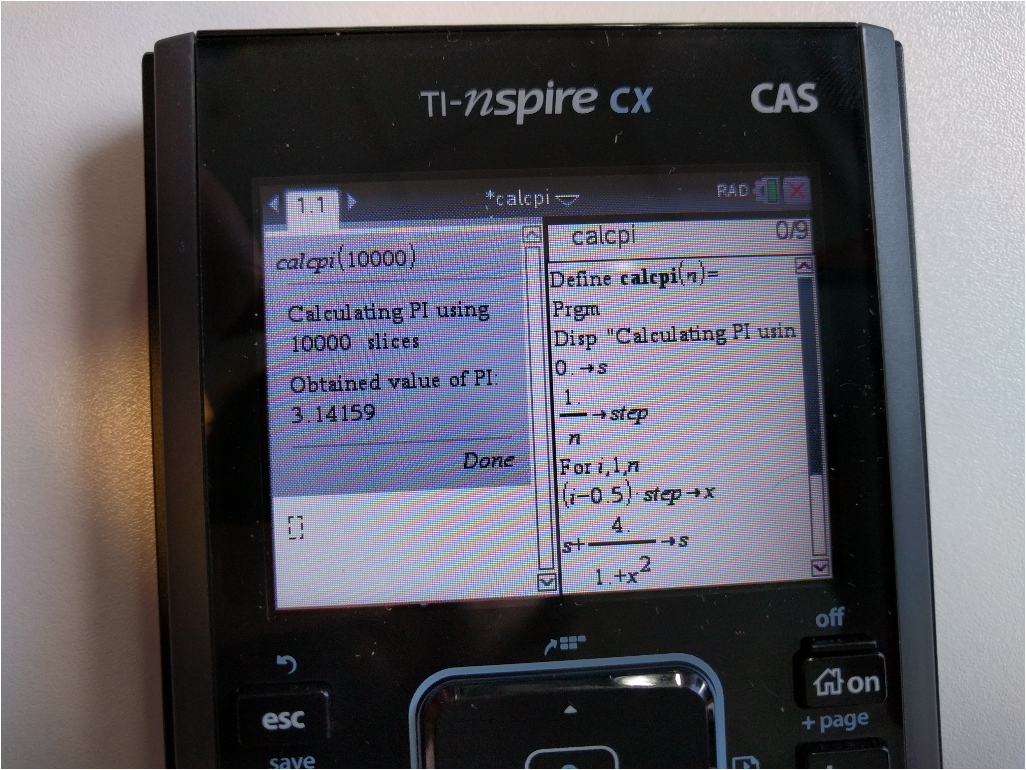 TI-nspire CX CAS
1.1 *calcpi RAD
calcpi(10000)
Calculating PI using
10000 slices
Obtained value of PI:
3.14159
Done
calcpi 0/9
Define calcpi(n)=
Prgm
Disp "Calculating PI usin
0.→s
1.
n →step
For i,1,n
(i-0.5)·step→x
s+ 4. →s
1.+x²
off
esc
on
save
+page